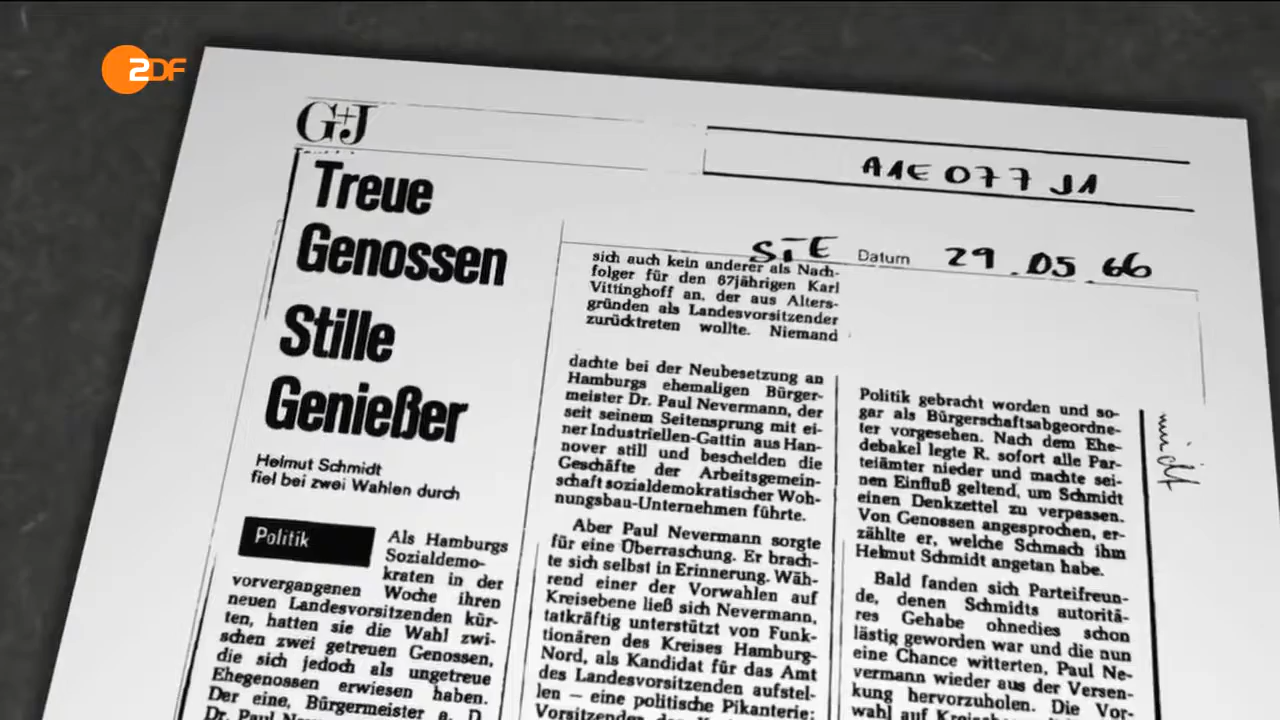 ZDF
G+J
A1E 077 J1
STE Datum 29.05.66
Treue
Genossen
Stille
Genießer
Helmut Schmidt
fiel bei zwei Wahlen durch
Politik
Als Hamburgs
Sozialdemo-
kraten in der
vorvergangenen Woche ihren
neuen Landesvorsitzenden kür-
ten, hatten sie die Wahl zwi-
schen zwei getreuen Genossen,
die sich jedoch als ungetreue
Ehegenossen erwiesen haben.
Der eine, Bürgermeister a. D.
Dr. Paul
sich auch kein anderer als Nach-
folger für den 67jährigen Karl
Vittinghoff an, der aus Alters-
gründen als Landesvorsitzender
zurücktreten wollte. Niemand
dachte bei der Neubesetzung an
Hamburgs ehemaligen Bürger-
meister Dr. Paul Nevermann, der
seit seinem Seitensprung mit ei-
ner Industriellen-Gattin aus Han-
nover still und bescheiden die
Geschäfte der Arbeitsgemein-
schaft sozialdemokratischer Woh-
nungsbau-Unternehmen führte.
Aber Paul Nevermann sorgte
für eine Überraschung. Er brach-
te sich selbst in Erinnerung. Wäh-
rend einer der Vorwahlen auf
Kreisebene ließ sich Nevermann,
tatkräftig unterstützt von Funk-
tionären des Kreises Hamburg-
Nord, als Kandidat für das Amt
des Landesvorsitzenden aufstel-
len — eine politische Pikanterie:
Politik gebracht worden und so-
gar als Bürgerschaftsabgeordne-
ter vorgesehen. Nach dem Ehe-
debakel legte R. sofort alle Par-
teiämter nieder und machte sei-
nen Einfluß geltend, um Schmidt
einen Denkzettel zu verpassen.
Von Genossen angesprochen, er-
zählte er, welche Schmach ihm
Helmut Schmidt angetan habe.
Bald fanden sich Parteifreun-
de, denen Schmidts autoritä-
res Gehabe ohnedies schon
lästig geworden war und die nun
eine Chance witterten, Paul Ne-
vermann wieder aus der Versen-
kung hervorzuholen. Die Vor-
wahl auf